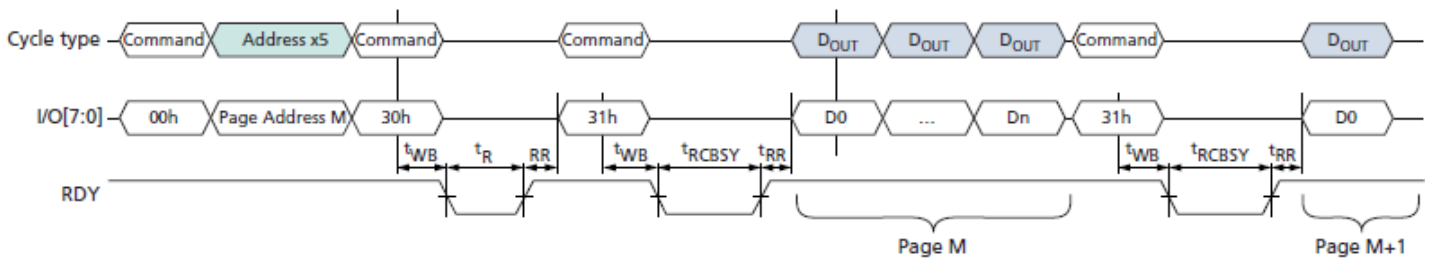 Cycle type Command Address x5 Command Command DOUT DOUT DOUT Command DOUT
I/O[7:0] 00h Page Address M 30h 31h D0 ... Dn 31h D0
tWB tR RR tWB tRCBSY tRR tWB tRCBSY tRR
RDY
Page M Page M+1